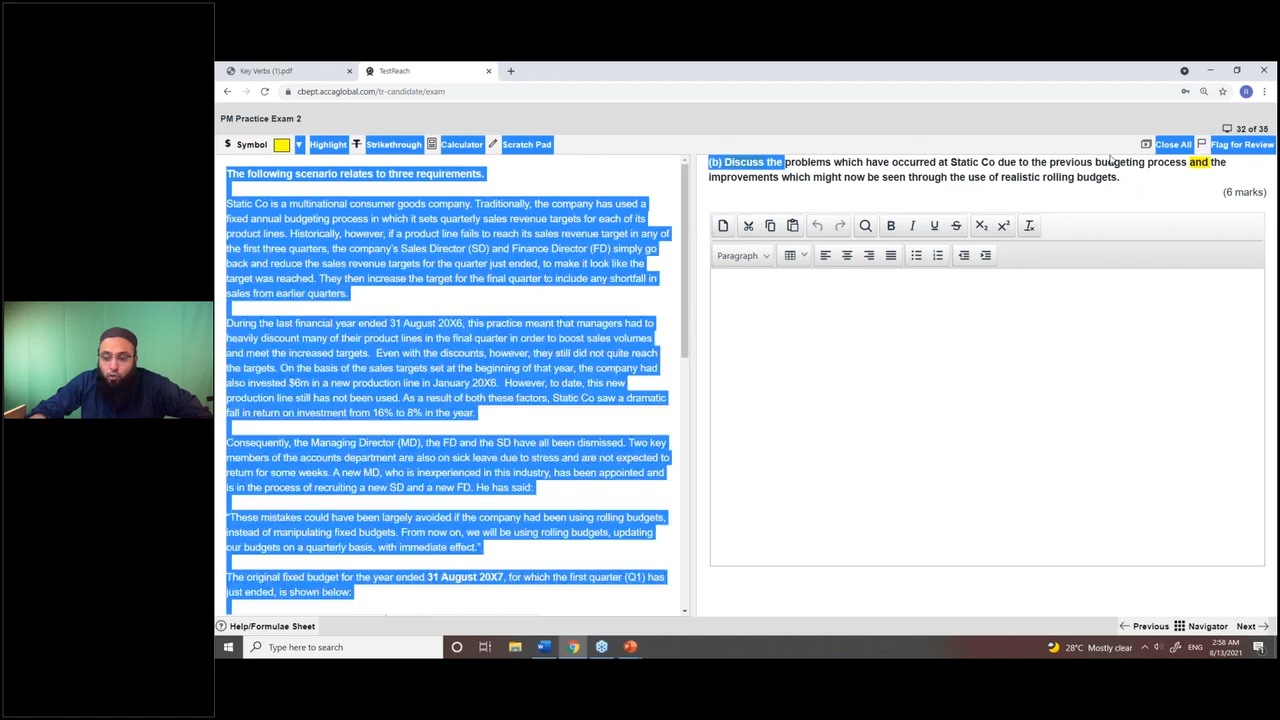 Key Verbs (1).pdf
TestReach
cbept.accaglobal.com/tr-candidate/exam
PM Practice Exam 2
32 of 35
$ Symbol Highlight Strikethrough Calculator Scratch Pad
Close All Flag for Review
The following scenario relates to three requirements.
Static Co is a multinational consumer goods company. Traditionally, the company has used a
fixed annual budgeting process in which it sets quarterly sales revenue targets for each of its
product lines. Historically, however, if a product line fails to reach its sales revenue target in any of
the first three quarters, the company's Sales Director (SD) and Finance Director (FD) simply go
back and reduce the sales revenue targets for the quarter just ended, to make it look like the
target was reached. They then increase the target for the final quarter to include any shortfall in
sales from earlier quarters.
During the last financial year ended 31 August 20X6, this practice meant that managers had to
heavily discount many of their product lines in the final quarter in order to boost sales volumes
and meet the increased targets. Even with the discounts, however, they still did not quite reach
the targets. On the basis of the sales targets set at the beginning of that year, the company had
also invested $6m in a new production line in January 20X6. However, to date, this new
production line still has not been used. As a result of both these factors, Static Co saw a dramatic
fall in return on investment from 16% to 8% in the year.
Consequently, the Managing Director (MD), the FD and the SD have all been dismissed. Two key
members of the accounts department are also on sick leave due to stress and are not expected to
return for some weeks. A new MD, who is inexperienced in this industry, has been appointed and
is in the process of recruiting a new SD and a new FD. He has said:
"These mistakes could have been largely avoided if the company had been using rolling budgets,
instead of manipulating fixed budgets. From now on, we will be using rolling budgets, updating
our budgets on a quarterly basis, with immediate effect."
The original fixed budget for the year ended 31 August 20X7, for which the first quarter (Q1) has
just ended, is shown below:
(b) Discuss the problems which have occurred at Static Co due to the previous budgeting process and the
improvements which might now be seen through the use of realistic rolling budgets.
(6 marks)
Paragraph
Help/Formulae Sheet
Previous Navigator Next
Type here to search
28°C Mostly clear
ENG
2:58 AM
8/13/2021